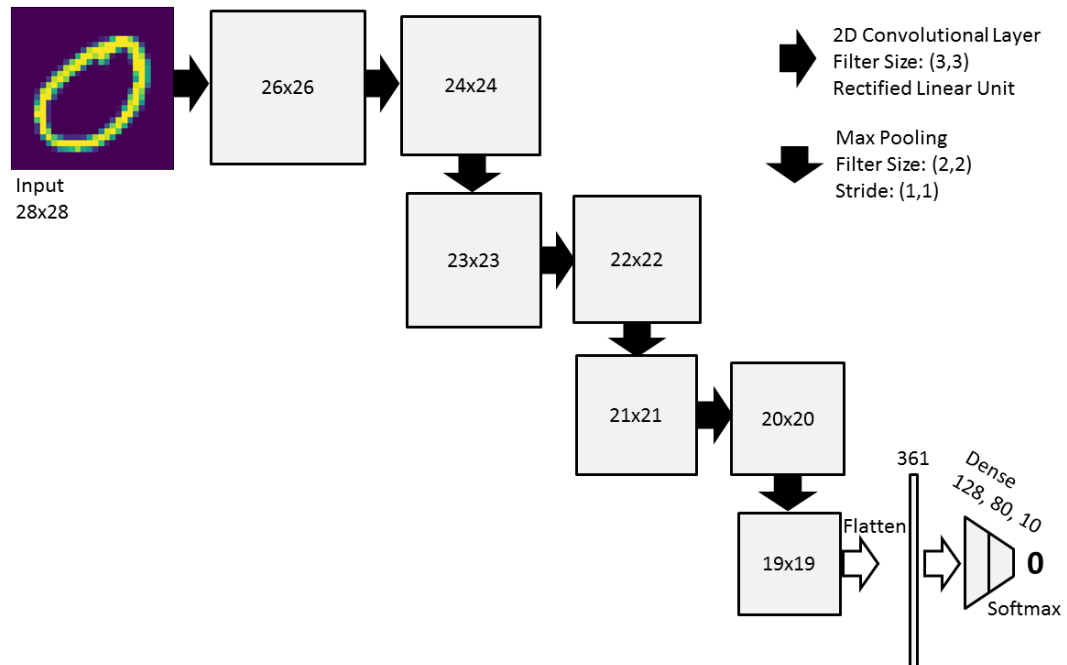 26x26
24x24
2D Convolutional Layer
Filter Size: (3,3)
Rectified Linear Unit
Max Pooling
Filter Size: (2,2)
Stride: (1,1)
Input
28x28
23x23
22x22
21x21
20x20
361
Dense
128, 80, 10
Flatten
19x19
0
Softmax